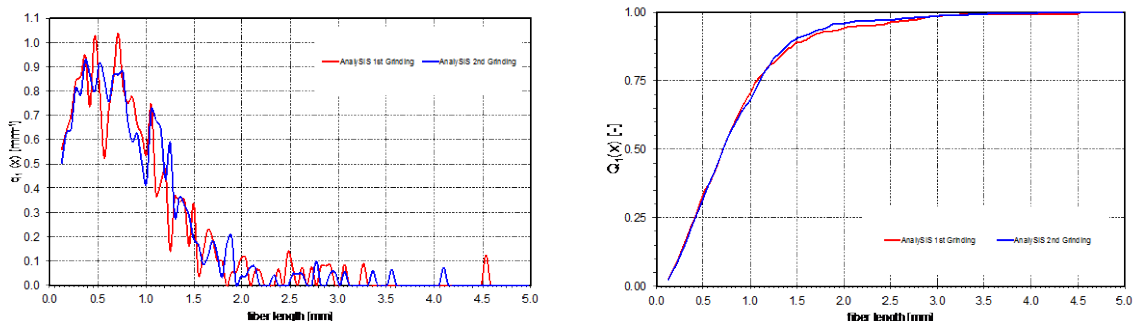 1.1
1.0
0.9
0.8
0.7
0.6
0.5
0.4
0.3
0.2
0.1
0.0
q₁ (x) [mm⁻¹]
AnalySIS 1st Grinding
AnalySIS 2nd Grinding
0.0 0.5 1.0 1.5 2.0 2.5 3.0 3.5 4.0 4.5 5.0
fiber length [mm]
1.00
0.75
0.50
0.25
0.00
Q₁(x) [-]
AnalySIS 1st Grinding
AnalySIS 2nd Grinding
0.0 0.5 1.0 1.5 2.0 2.5 3.0 3.5 4.0 4.5 5.0
fiber length [mm]